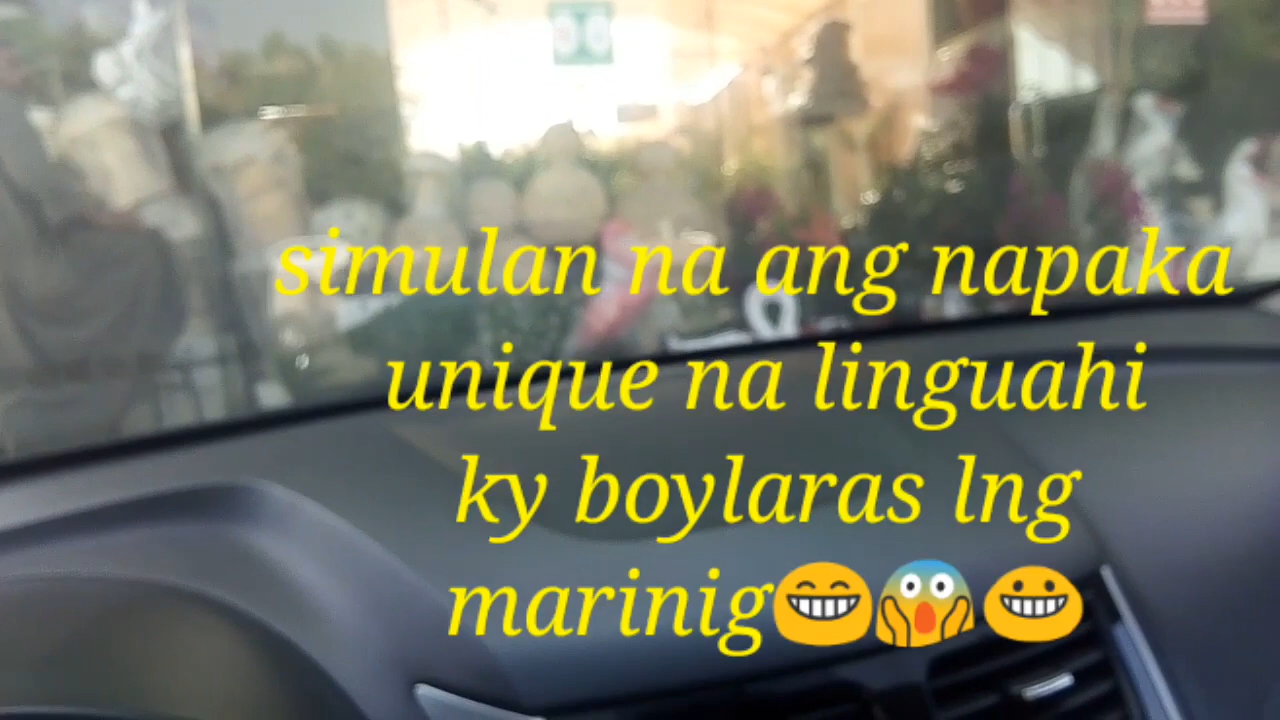 simulan na ang napaka
unique na linguahi
ky boylaras lng
marinig😁😱😀